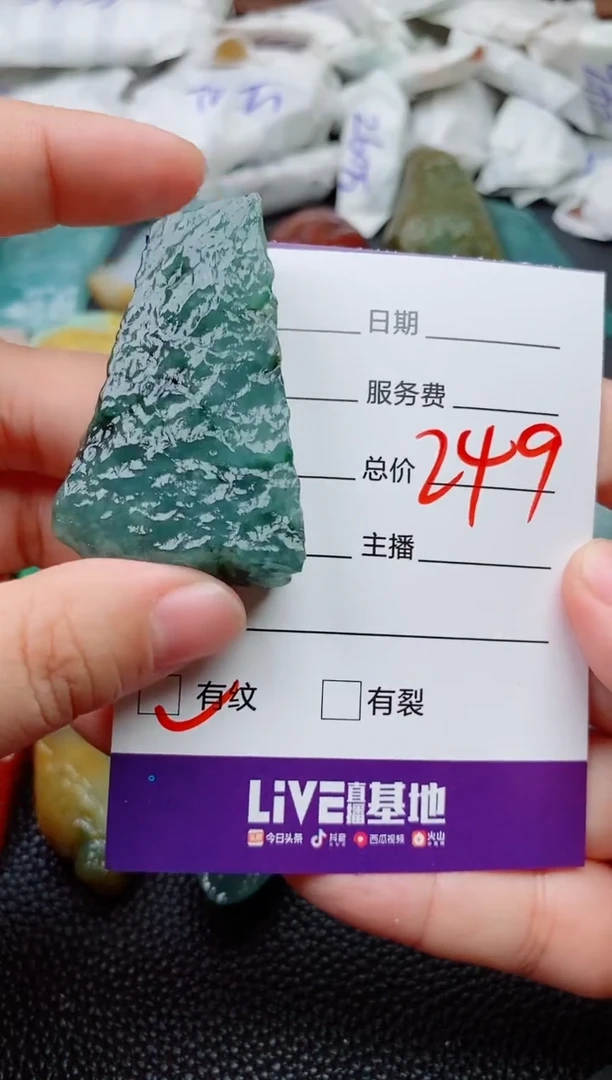 日期
服务费
总价 249
主播
有纹 有裂
LiVE直播基地
今日头条 抖音 西瓜视频 火山